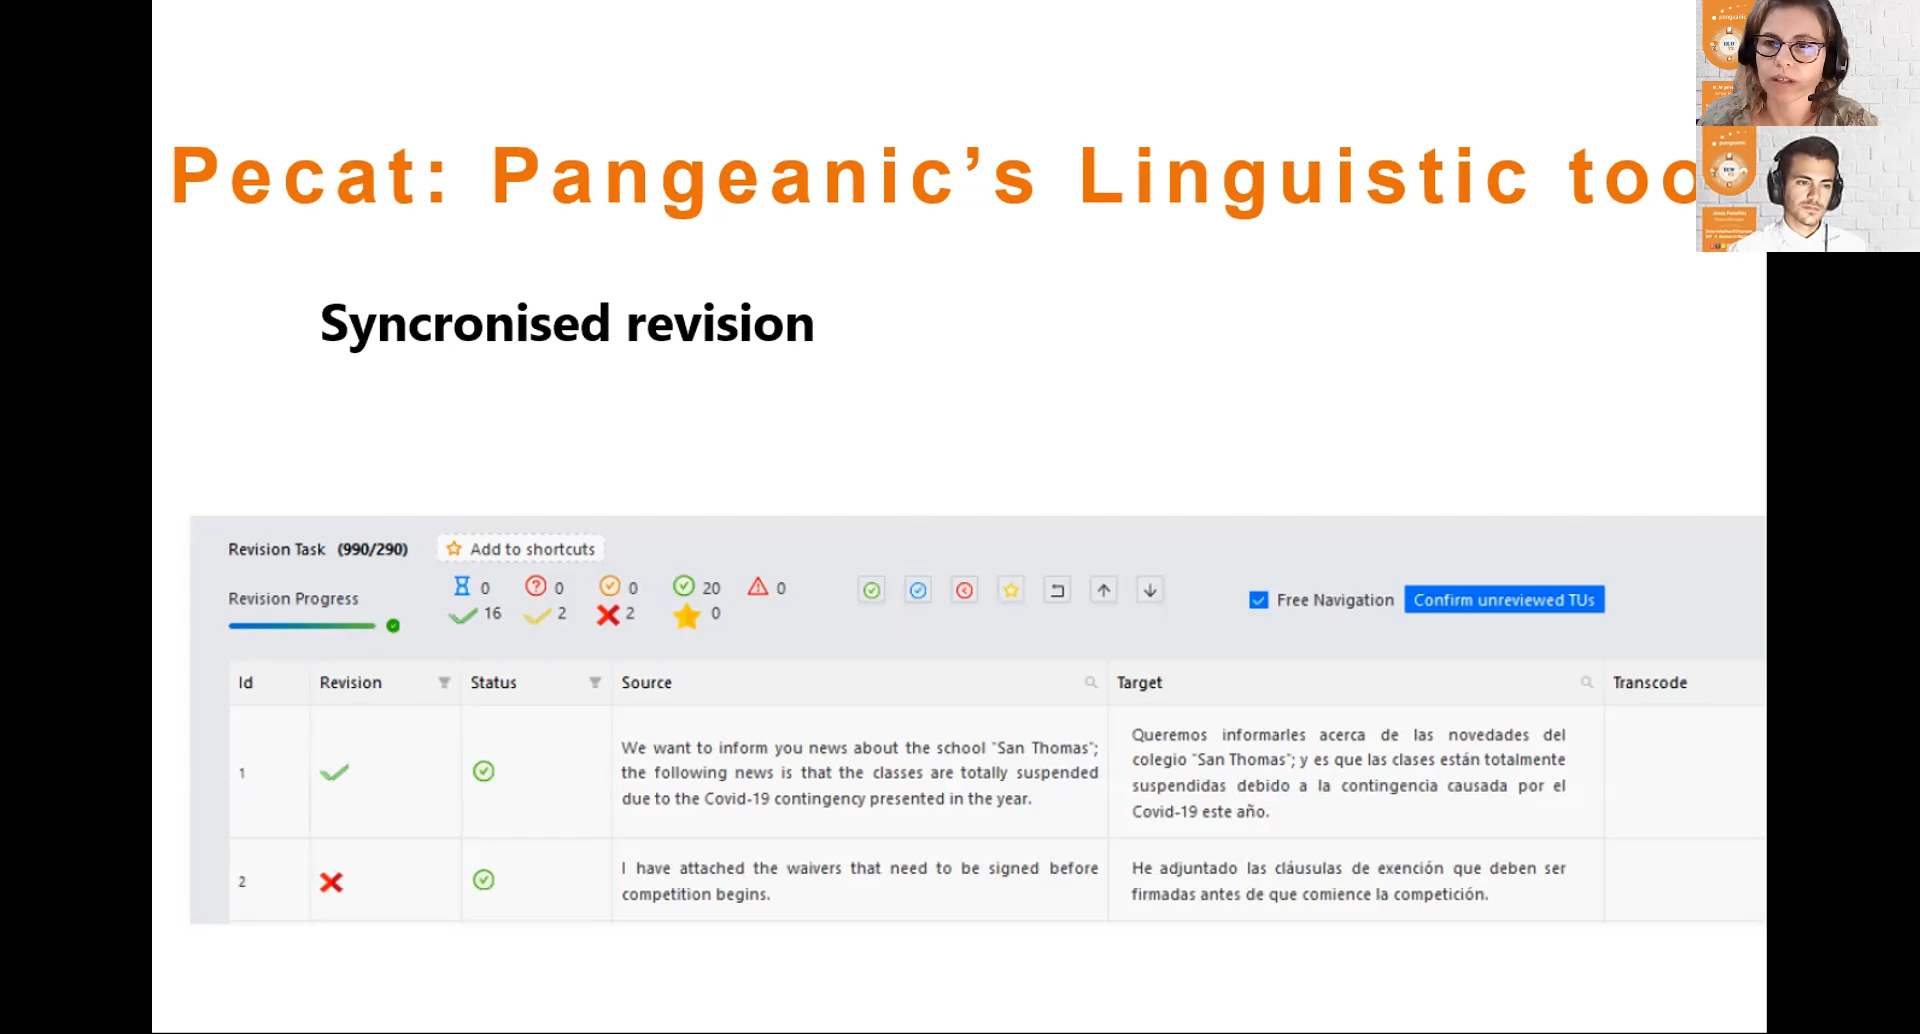 Pecat: Pangeanic’s Linguistic too
Syncronised revision
Revision Task (990/290)
Add to shortcuts
Revision Progress
0 0 0 20 0
16 2 2 0
Free Navigation
Confirm unreviewed TUs
Id Revision Status Source Target Transcode
1
We want to inform you news about the school "San Thomas";
the following news is that the classes are totally suspended
due to the Covid-19 contingency presented in the year.
Queremos informarles acerca de las novedades del
colegio "San Thomas"; y es que las clases están totalmente
suspendidas debido a la contingencia causada por el
Covid-19 este año.
2
I have attached the waivers that need to be signed before
competition begins.
He adjuntado las cláusulas de exención que deben ser
firmadas antes de que comience la competición.
pangeanic
pangeanic